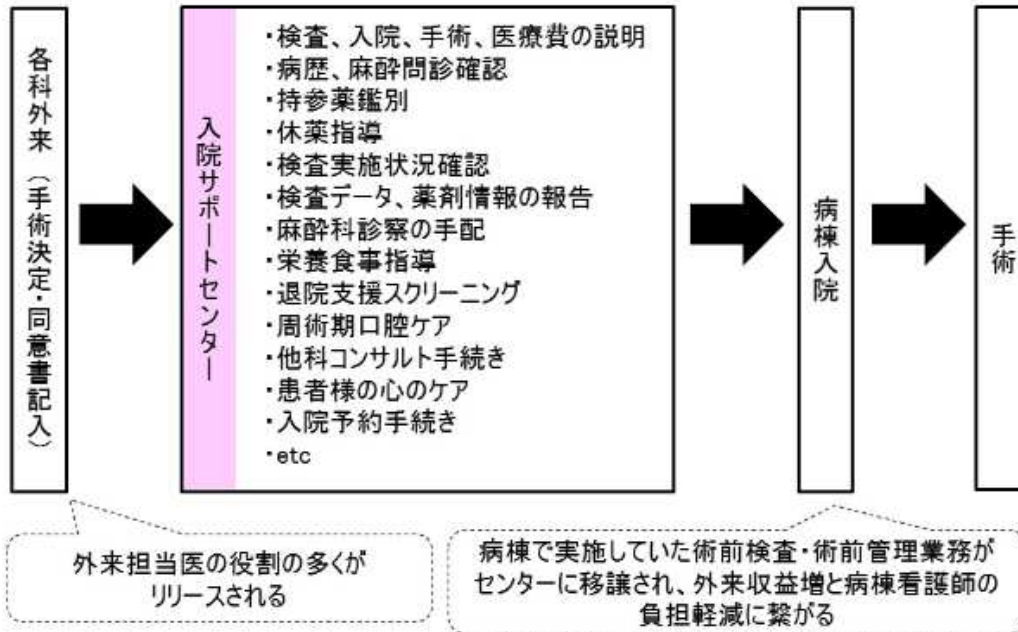 各科外来（手術決定・同意書記入）
入院サポートセンター
・検査、入院、手術、医療費の説明
・病歴、麻酔問診確認
・持参薬鑑別
・休薬指導
・検査実施状況確認
・検査データ、薬剤情報の報告
・麻酔科診察の手配
・栄養食事指導
・退院支援スクリーニング
・周術期口腔ケア
・他科コンサルト手続き
・患者様の心のケア
・入院予約手続き
・etc
病棟入院
手術
外来担当医の役割の多くが
リリースされる
病棟で実施していた術前検査・術前管理業務が
センターに移譲され、外来収益増と病棟看護師の
負担軽減に繋がる